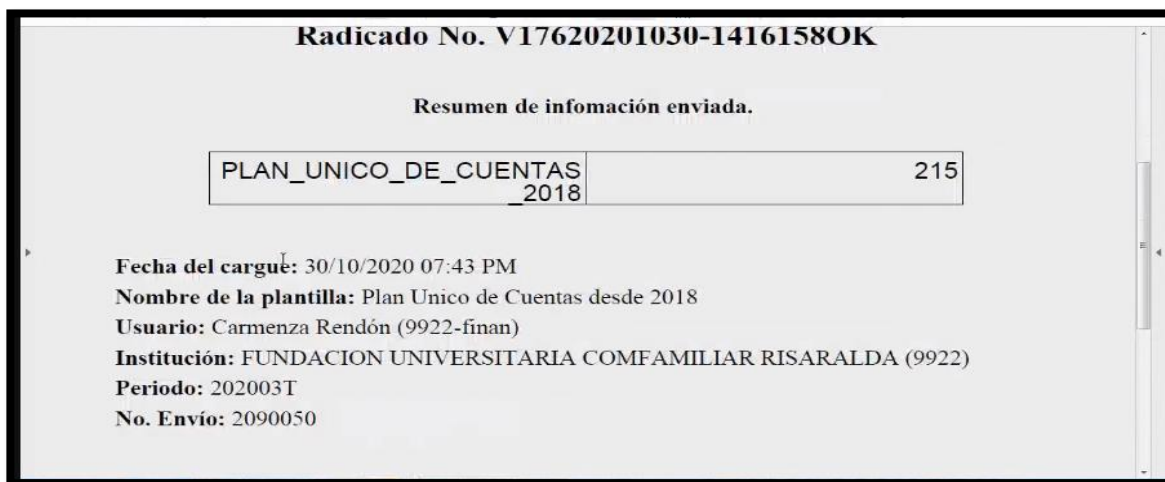 Radicado No. V17620201030-1416158OK
Resumen de infomación enviada.
PLAN_UNICO_DE_CUENTAS
_2018
215
Fecha del cargue: 30/10/2020 07:43 PM
Nombre de la plantilla: Plan Unico de Cuentas desde 2018
Usuario: Carmenza Rendón (9922-finan)
Institución: FUNDACION UNIVERSITARIA COMFAMILIAR RISARALDA (9922)
Periodo: 202003T
No. Envío: 2090050